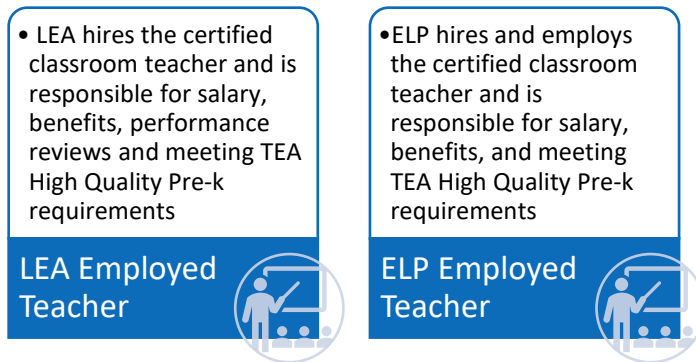 • LEA hires the certified
classroom teacher and is
responsible for salary,
benefits, performance
reviews and meeting TEA
High Quality Pre-k
requirements
LEA Employed
Teacher
•ELP hires and employs
the certified classroom
teacher and is
responsible for salary,
benefits, and meeting
TEA High Quality Pre-k
requirements
ELP Employed
Teacher